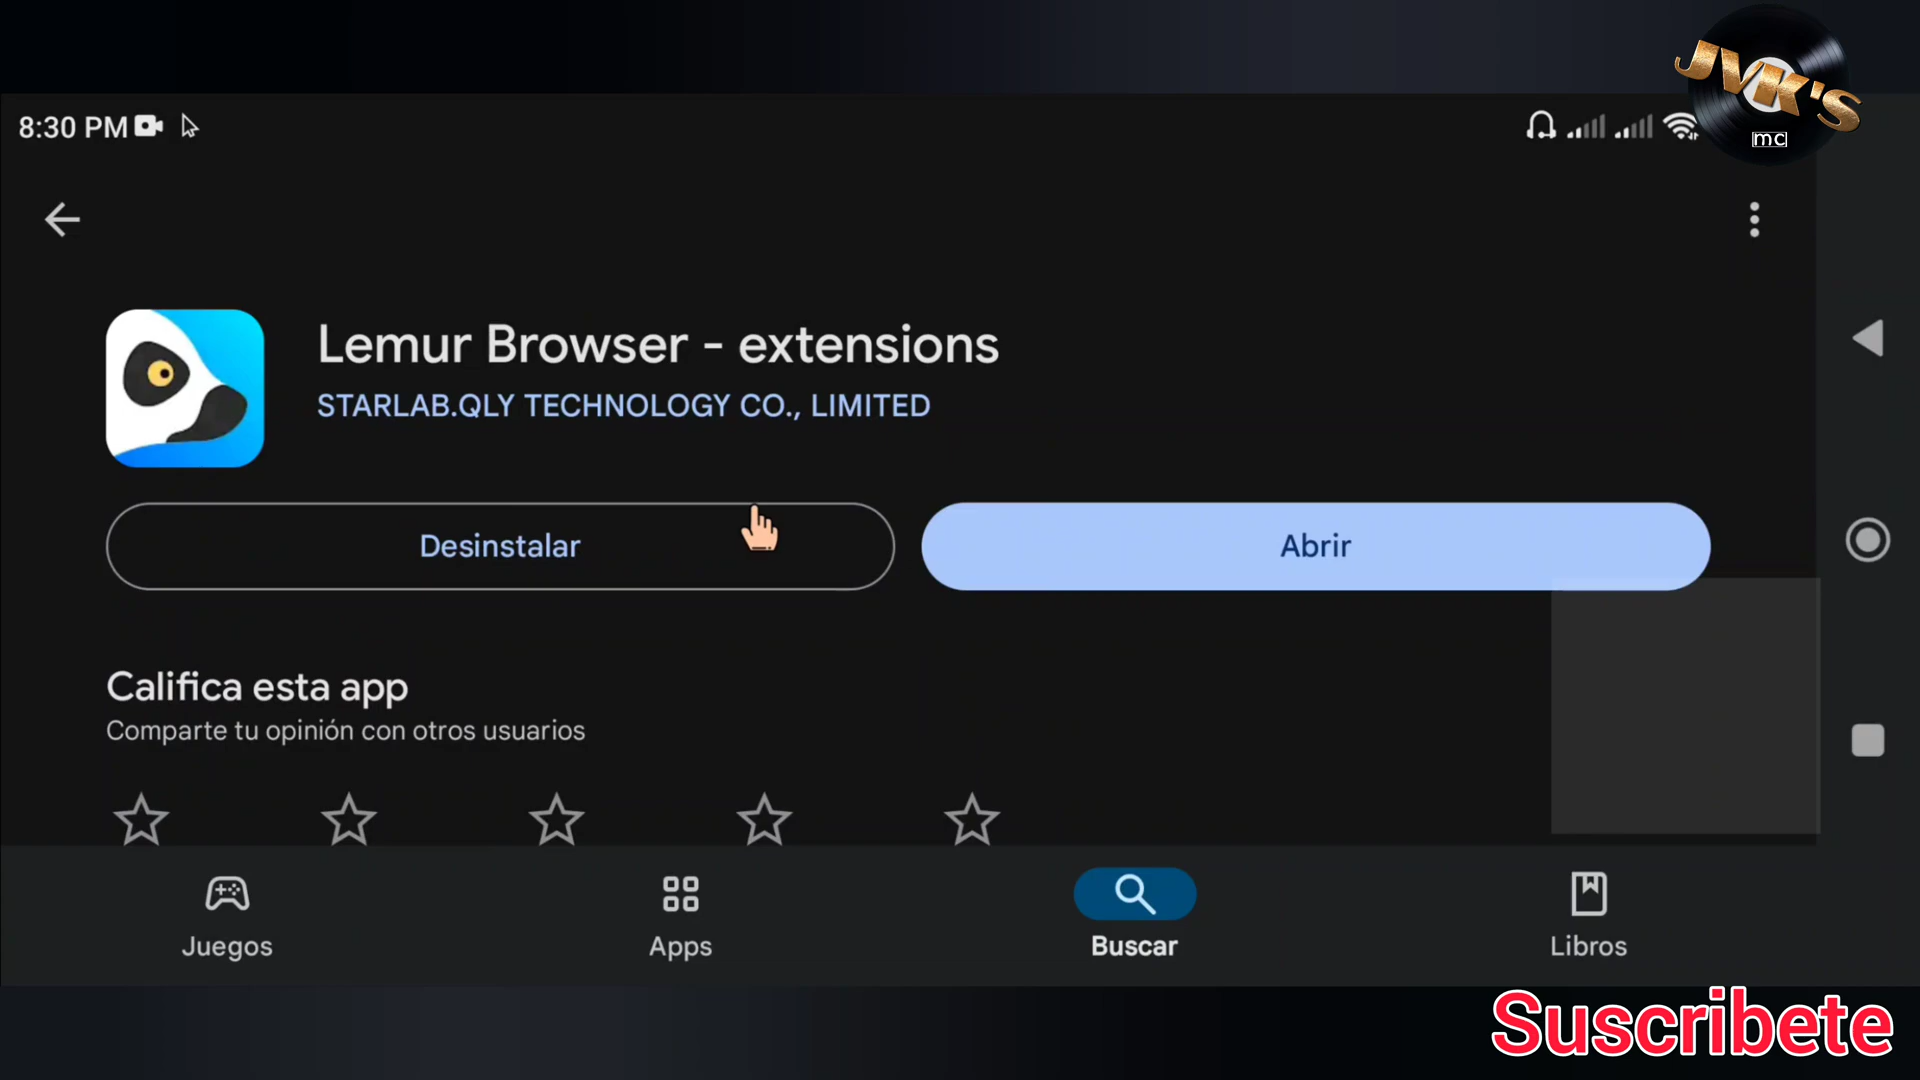 JVK'S
mc
8:30 PM
Lemur Browser - extensions
STARLAB.QLY TECHNOLOGY CO., LIMITED
Desinstalar
Abrir
Califica esta app
Comparte tu opinión con otros usuarios
Juegos
Apps
Buscar
Libros
Suscribete